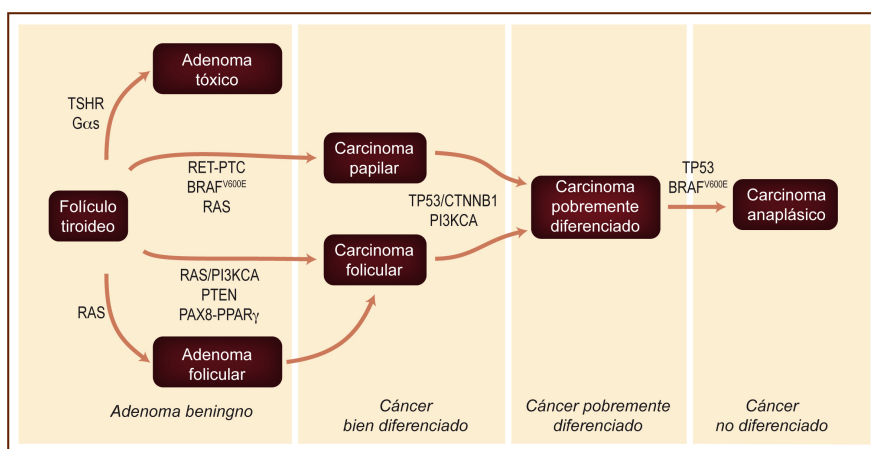 Adenoma
tóxico
TSHR
Gαs
RET-PTC
BRAF^V600E
RAS
Carcinoma
papilar
Folículo
tiroideo
TP53/CTNNB1
PI3KCA
Carcinoma
pobremente
diferenciado
TP53
BRAF^V600E
Carcinoma
anaplásico
RAS/PI3KCA
PTEN
PAX8-PPARγ
Carcinoma
folicular
RAS
Adenoma
folicular
Adenoma beningno
Cáncer
bien diferenciado
Cáncer pobremente
diferenciado
Cáncer
no diferenciado